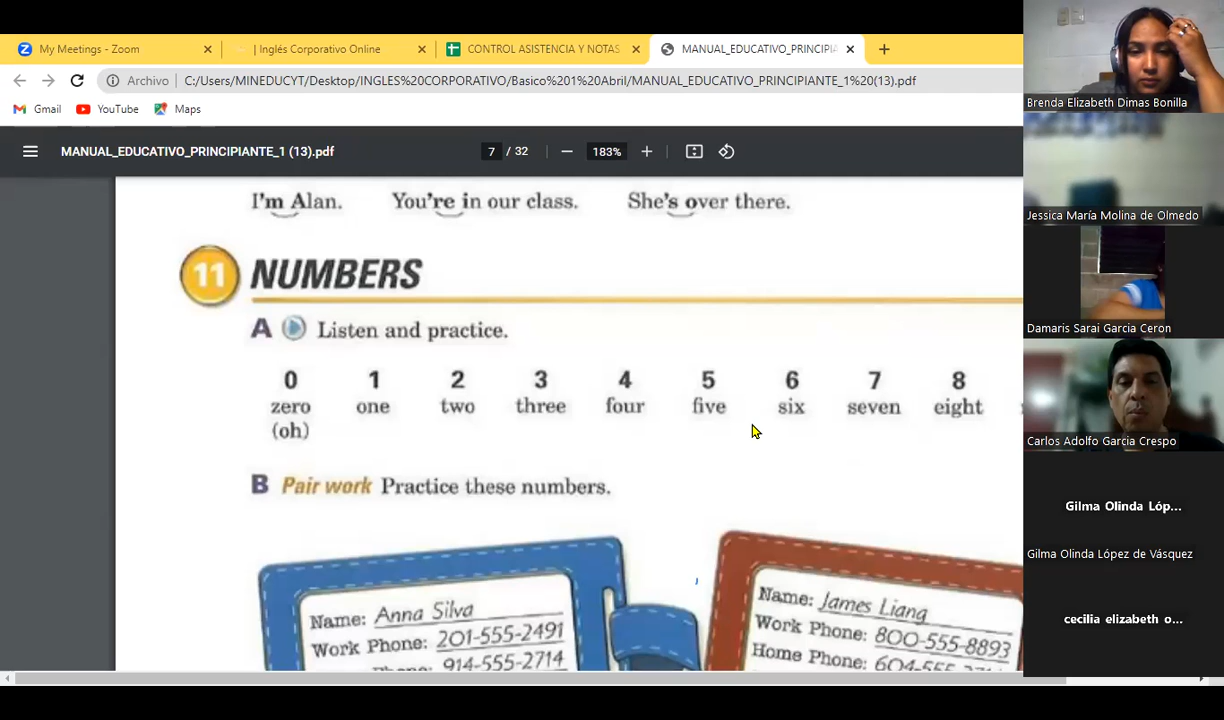 My Meetings - Zoom
| Inglés Corporativo Online
CONTROL ASISTENCIA Y NOTAS
MANUAL_EDUCATIVO_PRINCIPIA
Archivo
C:/Users/MINEDUCYT/Desktop/INGLES%20CORPORATIVO/Basico%201%20Abril/MANUAL_EDUCATIVO_PRINCIPIANTE_1%20(13).pdf
Gmail YouTube Maps
MANUAL_EDUCATIVO_PRINCIPIANTE_1 (13).pdf
7 / 32
183%
I'm Alan. You're in our class. She's over there.
11 NUMBERS
A Listen and practice.
0 1 2 3 4 5 6 7 8
zero one two three four five six seven eight
(oh)
B Pair work Practice these numbers.
Name: Anna Silva
Work Phone: 201-555-2491
914-555-2714
Name: James Liang
Work Phone: 800-555-8893
Home Phone:
Brenda Elizabeth Dimas Bonilla
Jessica María Molina de Olmedo
Damaris Sarai Garcia Ceron
Carlos Adolfo Garcia Crespo
Gilma Olinda Lóp...
Gilma Olinda López de Vásquez
cecilia elizabeth o...